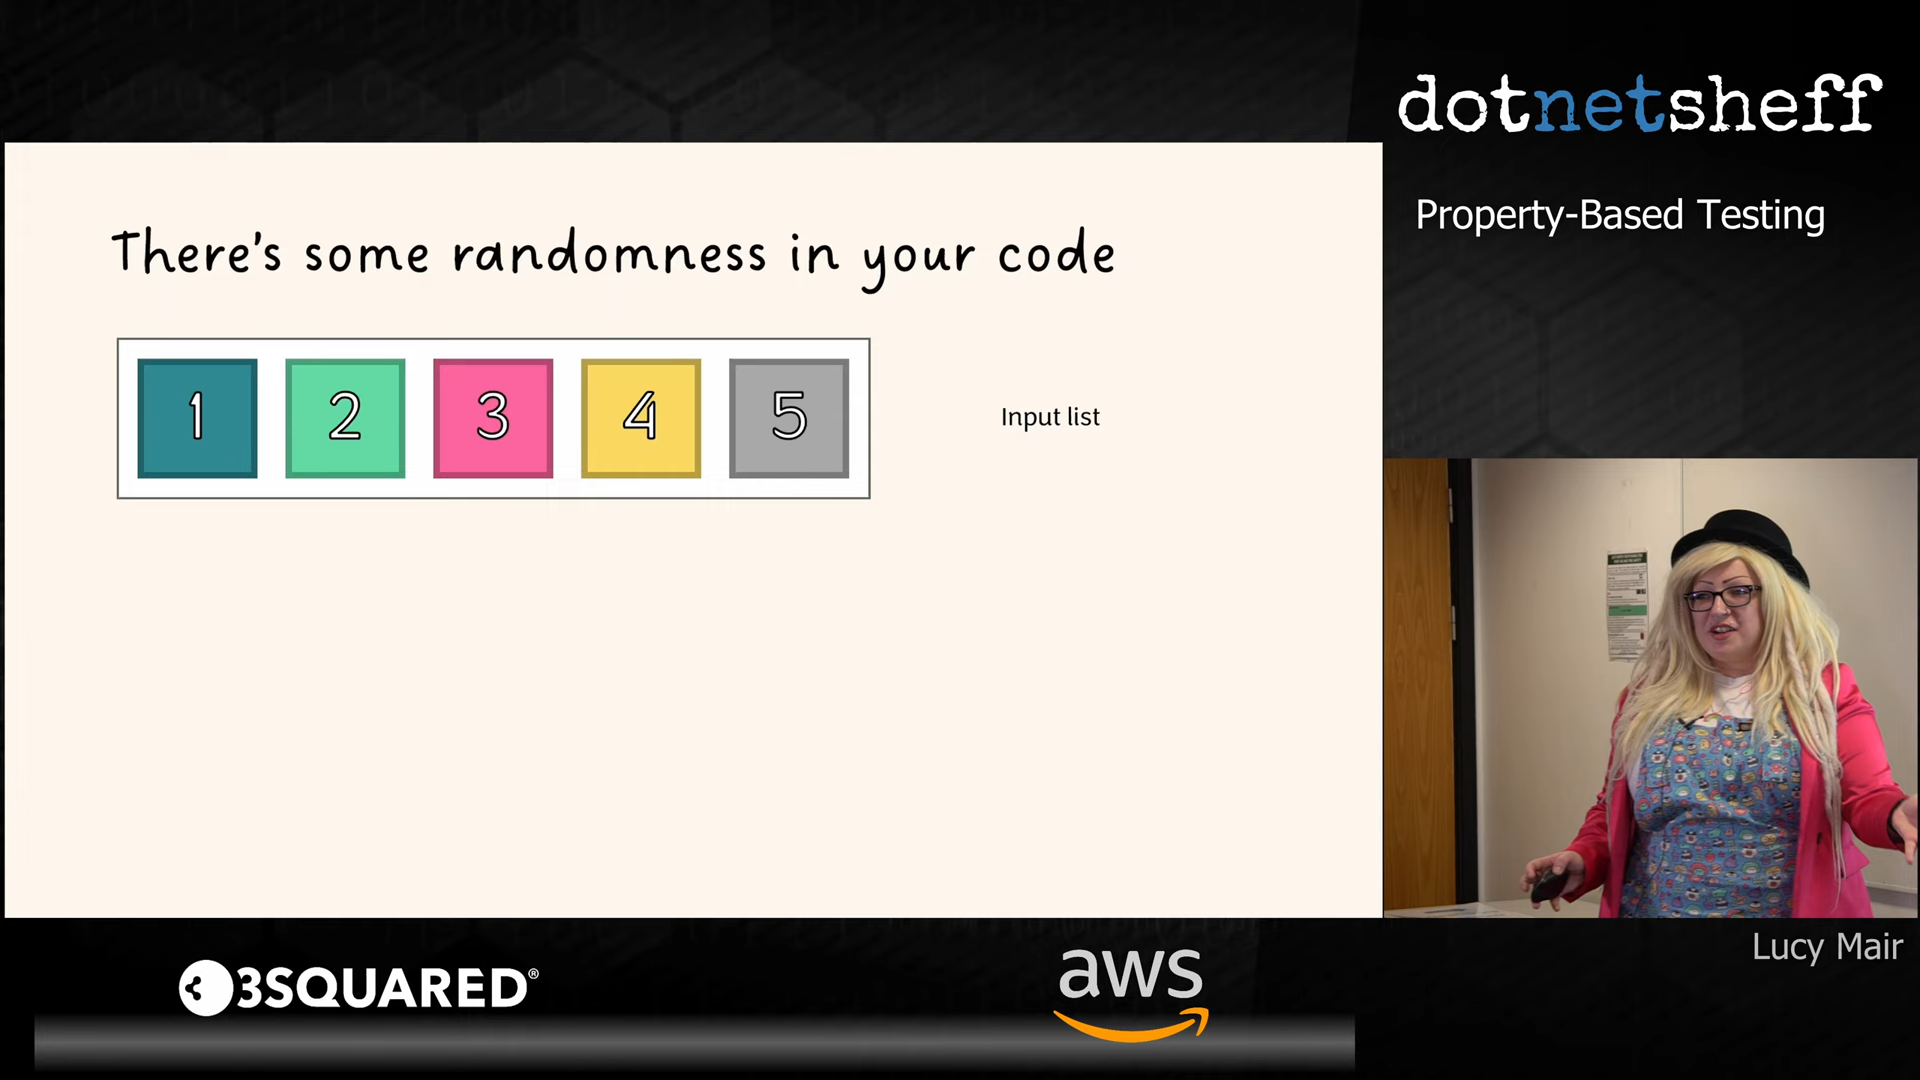 dotnetsheff
Property-Based Testing
There's some randomness in your code
1 2 3 4 5
Input list
Lucy Mair
3SQUARED®
aws